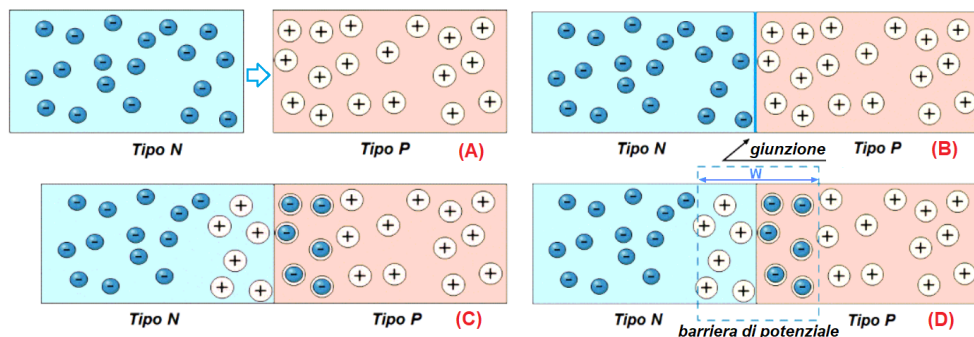 Tipo N
Tipo P
(A)
Tipo N
giunzione
Tipo P
(B)
Tipo N
Tipo P
(C)
W
Tipo N
barriera di potenziale
Tipo P
(D)